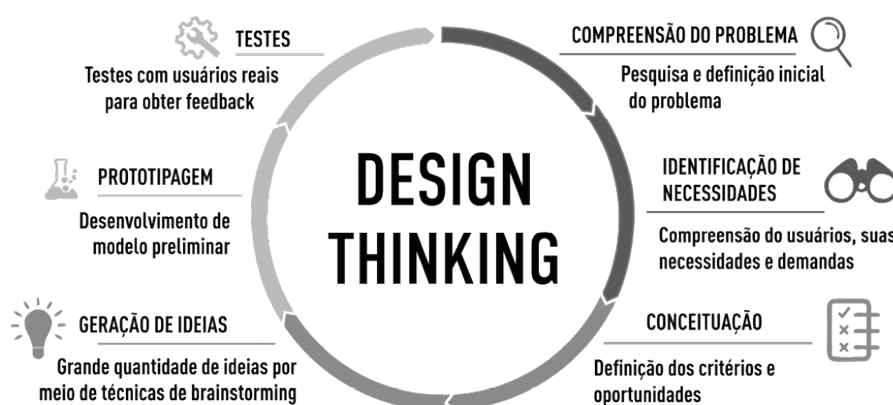 TESTES
Testes com usuários reais
para obter feedback
COMPREENSÃO DO PROBLEMA
Pesquisa e definição inicial
do problema
PROTOTIPAGEM
Desenvolvimento de
modelo preliminar
DESIGN
THINKING
IDENTIFICAÇÃO DE
NECESSIDADES
Compreensão do usuários, suas
necessidades e demandas
GERAÇÃO DE IDEIAS
Grande quantidade de ideias por
meio de técnicas de brainstorming
CONCEITUAÇÃO
Definição dos critérios e
oportunidades